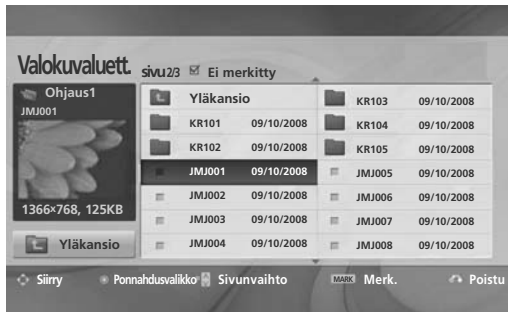 Valokuvaluett. sivu 2/3 Ei merkitty
Ohjaus1
JMJ001
1366×768, 125KB
Yläkansio
Yläkansio
KR101 09/10/2008
KR102 09/10/2008
JMJ001 09/10/2008
JMJ002 09/10/2008
JMJ003 09/10/2008
JMJ004 09/10/2008
KR103 09/10/2008
KR104 09/10/2008
KR105 09/10/2008
JMJ005 09/10/2008
JMJ006 09/10/2008
JMJ007 09/10/2008
JMJ008 09/10/2008
Siirry Ponnahdusvalikko Sivunvaihto MARK Merk. Poistu